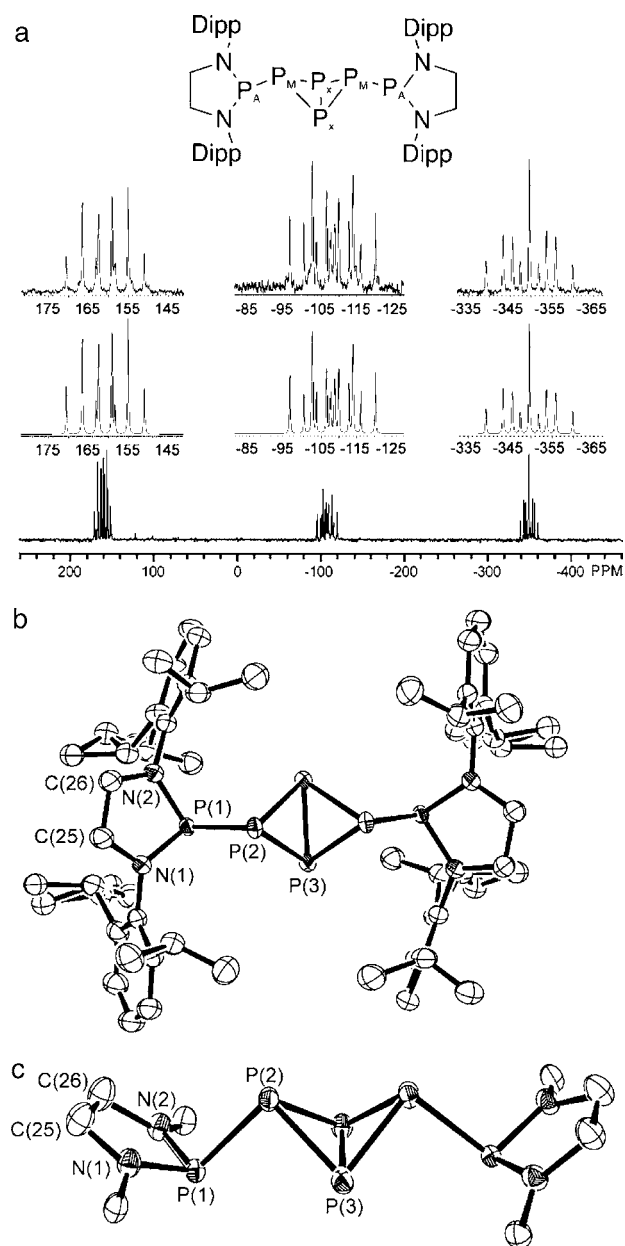 a
Dipp Dipp
N N
P_A P_M P_x P_M P_A
P_x
N N
Dipp Dipp
175 165 155 145 -85 -95 -105 -115 -125 -335 -345 -355 -365
175 165 155 145 -85 -95 -105 -115 -125 -335 -345 -355 -365
200 100 0 -100 -200 -300 -400 PPM
b
C(26)
N(2)
P(1)
C(25)
P(2)
N(1)
P(3)
c
C(26)
N(2)
P(2)
C(25)
N(1)
P(1)
P(3)